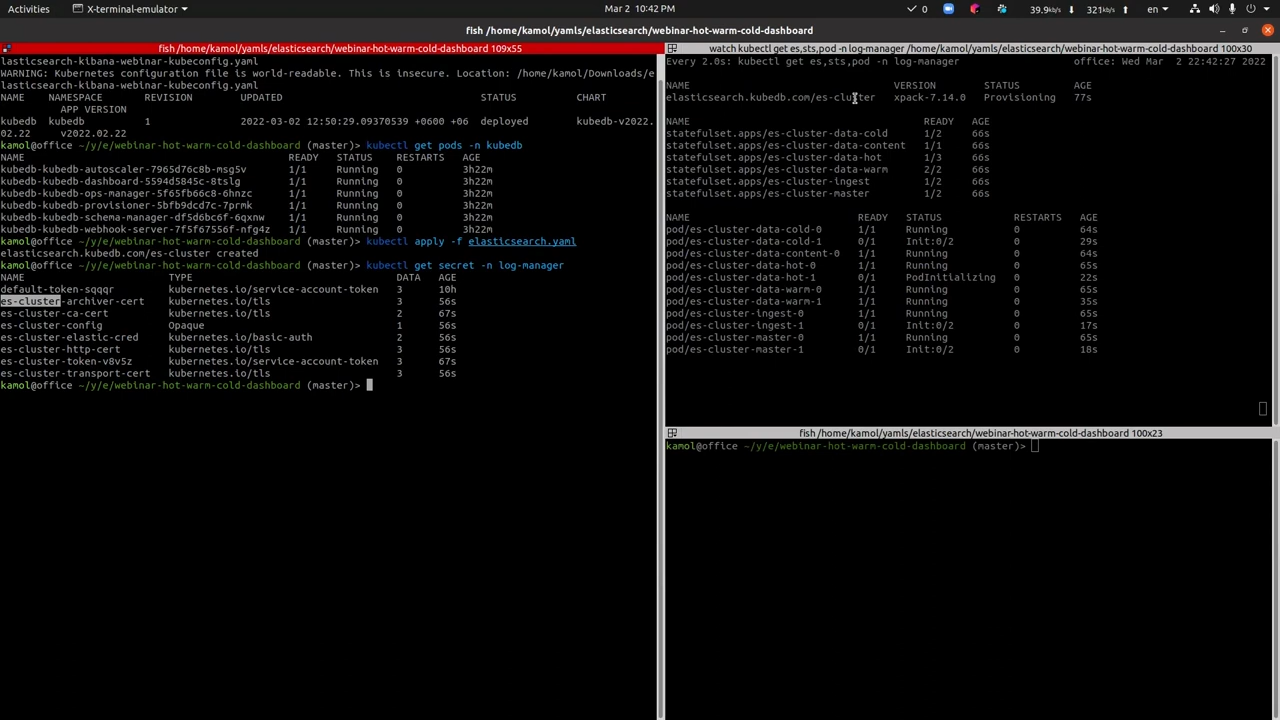 Activities X-terminal-emulator Mar 2 10:42 PM 0 39.9kg 321kg en
fish /home/kamol/yamls/elasticsearch/webinar-hot-warm-cold-dashboard
fish /home/kamol/yamls/elasticsearch/webinar-hot-warm-cold-dashboard 109x55
lasticsearch-kibana-webinar-kubeconfig.yaml
WARNING: Kubernetes configuration file is world-readable. This is insecure. Location: /home/kamol/Downloads/e
lasticsearch-kibana-webinar-kubeconfig.yaml
NAME NAMESPACE REVISION UPDATED STATUS CHART
APP VERSION
kubedb kubedb 1 2022-03-02 12:50:29.09370539 +0600 +06 deployed kubedb-v2022.
02.22 v2022.02.22
kamol@office ~/y/e/webinar-hot-warm-cold-dashboard (master)> kubectl get pods -n kubedb
NAME READY STATUS RESTARTS AGE
kubedb-kubedb-autoscaler-7965d76c8b-msg5v 1/1 Running 0 3h22m
kubedb-kubedb-dashboard-5594d5845c-8tslg 1/1 Running 0 3h22m
kubedb-kubedb-ops-manager-5f65fb66c8-6hnzc 1/1 Running 0 3h22m
kubedb-kubedb-provisioner-5bfb9dcd7c-7prmk 1/1 Running 0 3h22m
kubedb-kubedb-schema-manager-df5d6bc6f-6qxnw 1/1 Running 0 3h22m
kubedb-kubedb-webhook-server-7f5f67556f-nfg4z 1/1 Running 0 3h22m
kamol@office ~/y/e/webinar-hot-warm-cold-dashboard (master)> kubectl apply -f elasticsearch.yaml
elasticsearch.kubedb.com/es-cluster created
kamol@office ~/y/e/webinar-hot-warm-cold-dashboard (master)> kubectl get secret -n log-manager
NAME TYPE DATA AGE
default-token-sqqqr kubernetes.io/service-account-token 3 10h
es-cluster-archiver-cert kubernetes.io/tls 3 56s
es-cluster-ca-cert kubernetes.io/tls 2 67s
es-cluster-config Opaque 1 56s
es-cluster-elastic-cred kubernetes.io/basic-auth 2 56s
es-cluster-http-cert kubernetes.io/tls 3 56s
es-cluster-token-v8v5z kubernetes.io/service-account-token 3 67s
es-cluster-transport-cert kubernetes.io/tls 3 56s
kamol@office ~/y/e/webinar-hot-warm-cold-dashboard (master)>
watch kubectl get es,sts,pod -n log-manager 100x30
Every 2.0s: kubectl get es,sts,pod -n log-manager office: Wed Mar 2 22:42:27 2022
NAME VERSION STATUS AGE
elasticsearch.kubedb.com/es-cluster xpack-7.14.0 Provisioning 77s
NAME READY AGE
statefulset.apps/es-cluster-data-cold 1/2 66s
statefulset.apps/es-cluster-data-content 1/1 66s
statefulset.apps/es-cluster-data-hot 1/3 66s
statefulset.apps/es-cluster-data-warm 2/2 66s
statefulset.apps/es-cluster-ingest 1/2 66s
statefulset.apps/es-cluster-master 1/2 66s
NAME READY STATUS RESTARTS AGE
pod/es-cluster-data-cold-0 1/1 Running 0 64s
pod/es-cluster-data-cold-1 0/1 Init:0/2 0 29s
pod/es-cluster-data-content-0 1/1 Running 0 64s
pod/es-cluster-data-hot-0 1/1 Running 0 65s
pod/es-cluster-data-hot-1 0/1 PodInitializing 0 22s
pod/es-cluster-data-warm-0 1/1 Running 0 65s
pod/es-cluster-data-warm-1 1/1 Running 0 35s
pod/es-cluster-ingest-0 1/1 Running 0 65s
pod/es-cluster-ingest-1 0/1 Init:0/2 0 17s
pod/es-cluster-master-0 1/1 Running 0 65s
pod/es-cluster-master-1 0/1 Init:0/2 0 18s
fish /home/kamol/yamls/elasticsearch/webinar-hot-warm-cold-dashboard 100x23
kamol@office ~/y/e/webinar-hot-warm-cold-dashboard (master)>